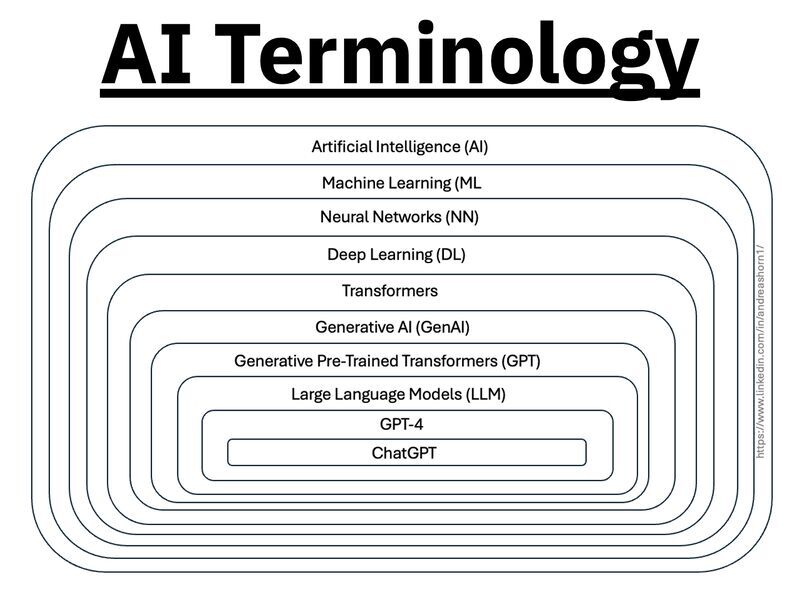 AI Terminology
Artificial Intelligence (AI)
Machine Learning (ML
Neural Networks (NN)
Deep Learning (DL)
Transformers
Generative AI (GenAI)
Generative Pre-Trained Transformers (GPT)
Large Language Models (LLM)
GPT-4
ChatGPT
https://www.linkedin.com/in/andreashorn1/